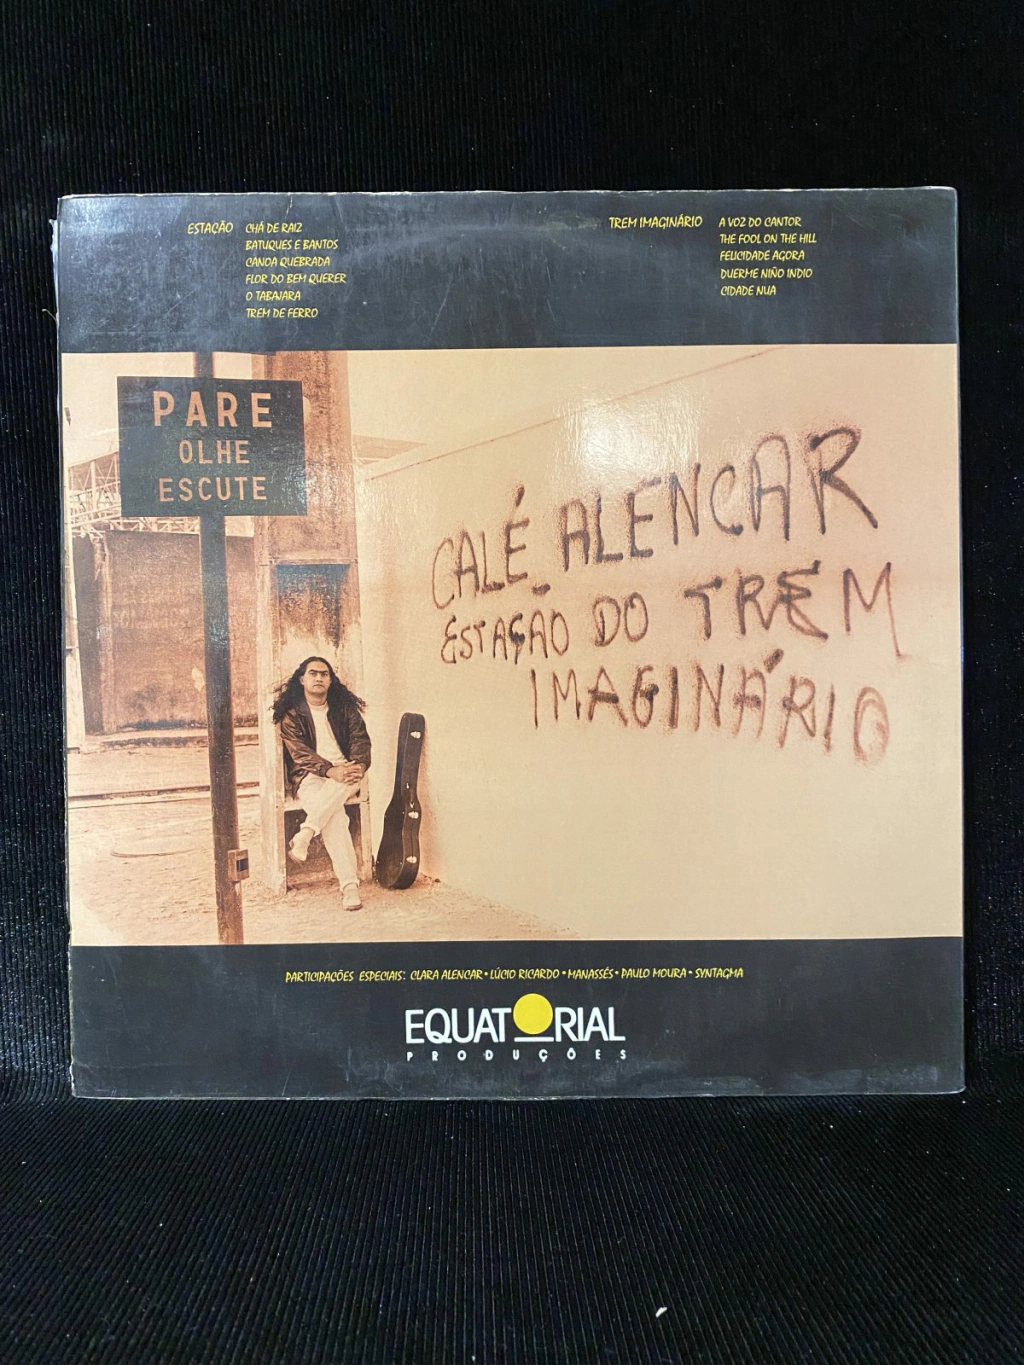 ESTAÇÃO
CHÁ DE RAIZ
BATUQUES E BANTOS
CANOA QUEBRADA
FLOR DO BEM QUERER
O TABAJARA
TREM DE FERRO
TREM IMAGINÁRIO
A VOZ DO CANTOR
THE FOOL ON THE HILL
FELICIDADE AGORA
DUERME NIÑO INDIO
CIDADE NUA
PARE
OLHE
ESCUTE
CALÉ ALENCAR
ESTAÇÃO DO TREM
IMAGINÁRIO
PARTICIPAÇÕES ESPECIAIS: CLARA ALENCAR • LÚCIO RICARDO • MANASSÉS • PAULO MOURA • SYNTAGMA
EQUATORIAL
PRODUÇÕES